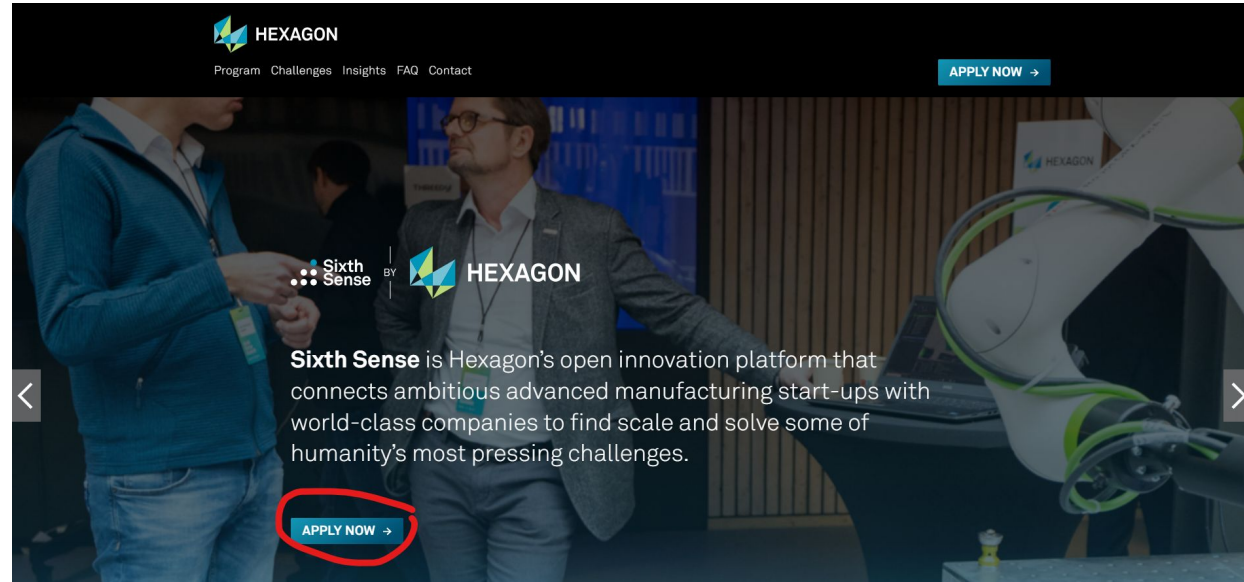 HEXAGON
Program Challenges Insights FAQ Contact
APPLY NOW →
HEXAGON
Sixth Sense BY HEXAGON
Sixth Sense is Hexagon's open innovation platform that
connects ambitious advanced manufacturing start-ups with
world-class companies to find scale and solve some of
humanity's most pressing challenges.
APPLY NOW →